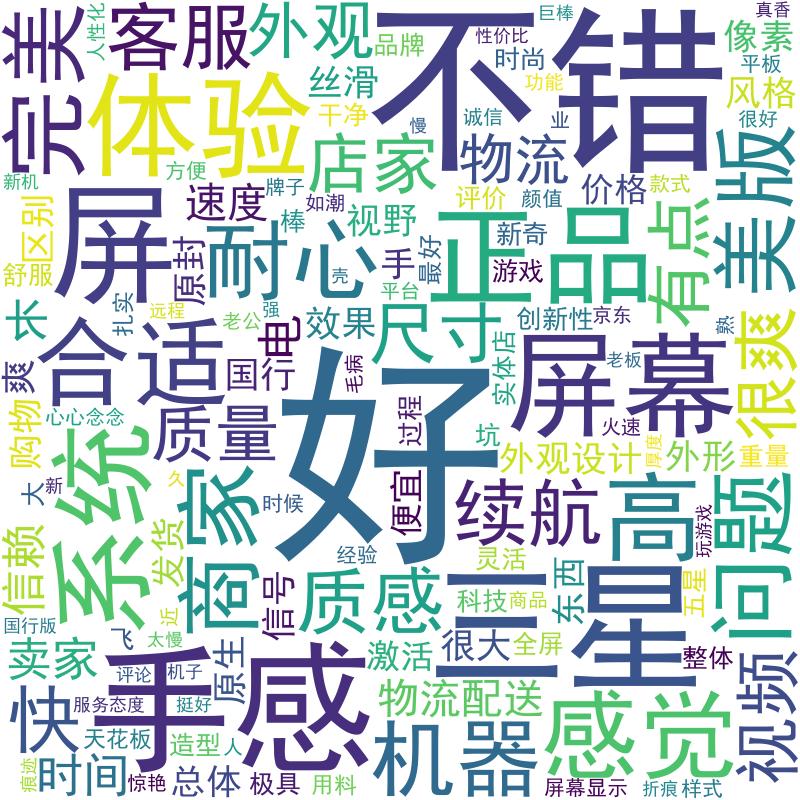 完美
人性化
客服
外观
品牌
不错
性价比
巨棒
真香
像素
时尚
平板
丝滑
功能
风格
体验
干净
慢
诚信
业
很好
店家
物流
美版
新机
方便
牌子
评价
颜值
价格
款式
区别
屏
速度
如潮
棒
视野
正品
有点
原封
耐心
手
最好
新奇
舒服
壳
平台
游戏
长
扎实
远程
老公
强
电
效果
尺寸
创新性
京东
熟
很爽
合适
爽
国行
毛病
好
实体店
屏幕
老板
购物
心心念念
质量
过程
坑
火速
外观设计
厚度
外形
重量
系统
大
新
久
商家
时候
便宜
续航
高
玩游戏
问题
信赖
发货
经验
灵活
质感
三星
东西
科技
商品
五星
近
信号
国行版
飞
太慢
卖家
手感
原生
激活
很大
全屏
整体
评论
机子
服务态度
挺好
物流配送
感觉
视频
快
天花板
造型
人
机器
痕迹
时间
惊艳
总体
极具
用料
屏幕显示
折痕
样式